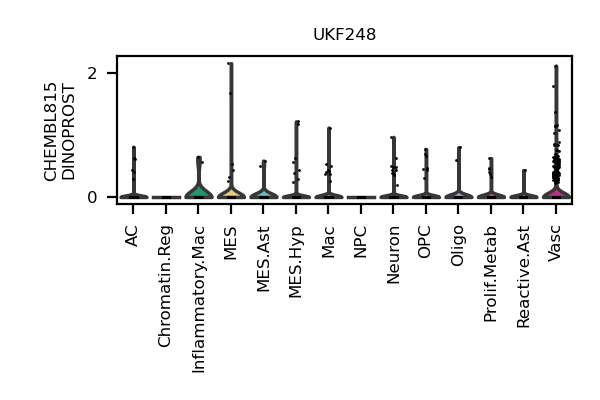 UKF248
CHEMBL815
DINOPROST
2
0
AC
Chromatin.Reg
Inflammatory.Mac
MES
MES.Ast
MES.Hyp
Mac
NPC
Neuron
OPC
Oligo
Prolif.Metab
Reactive.Ast
Vasc